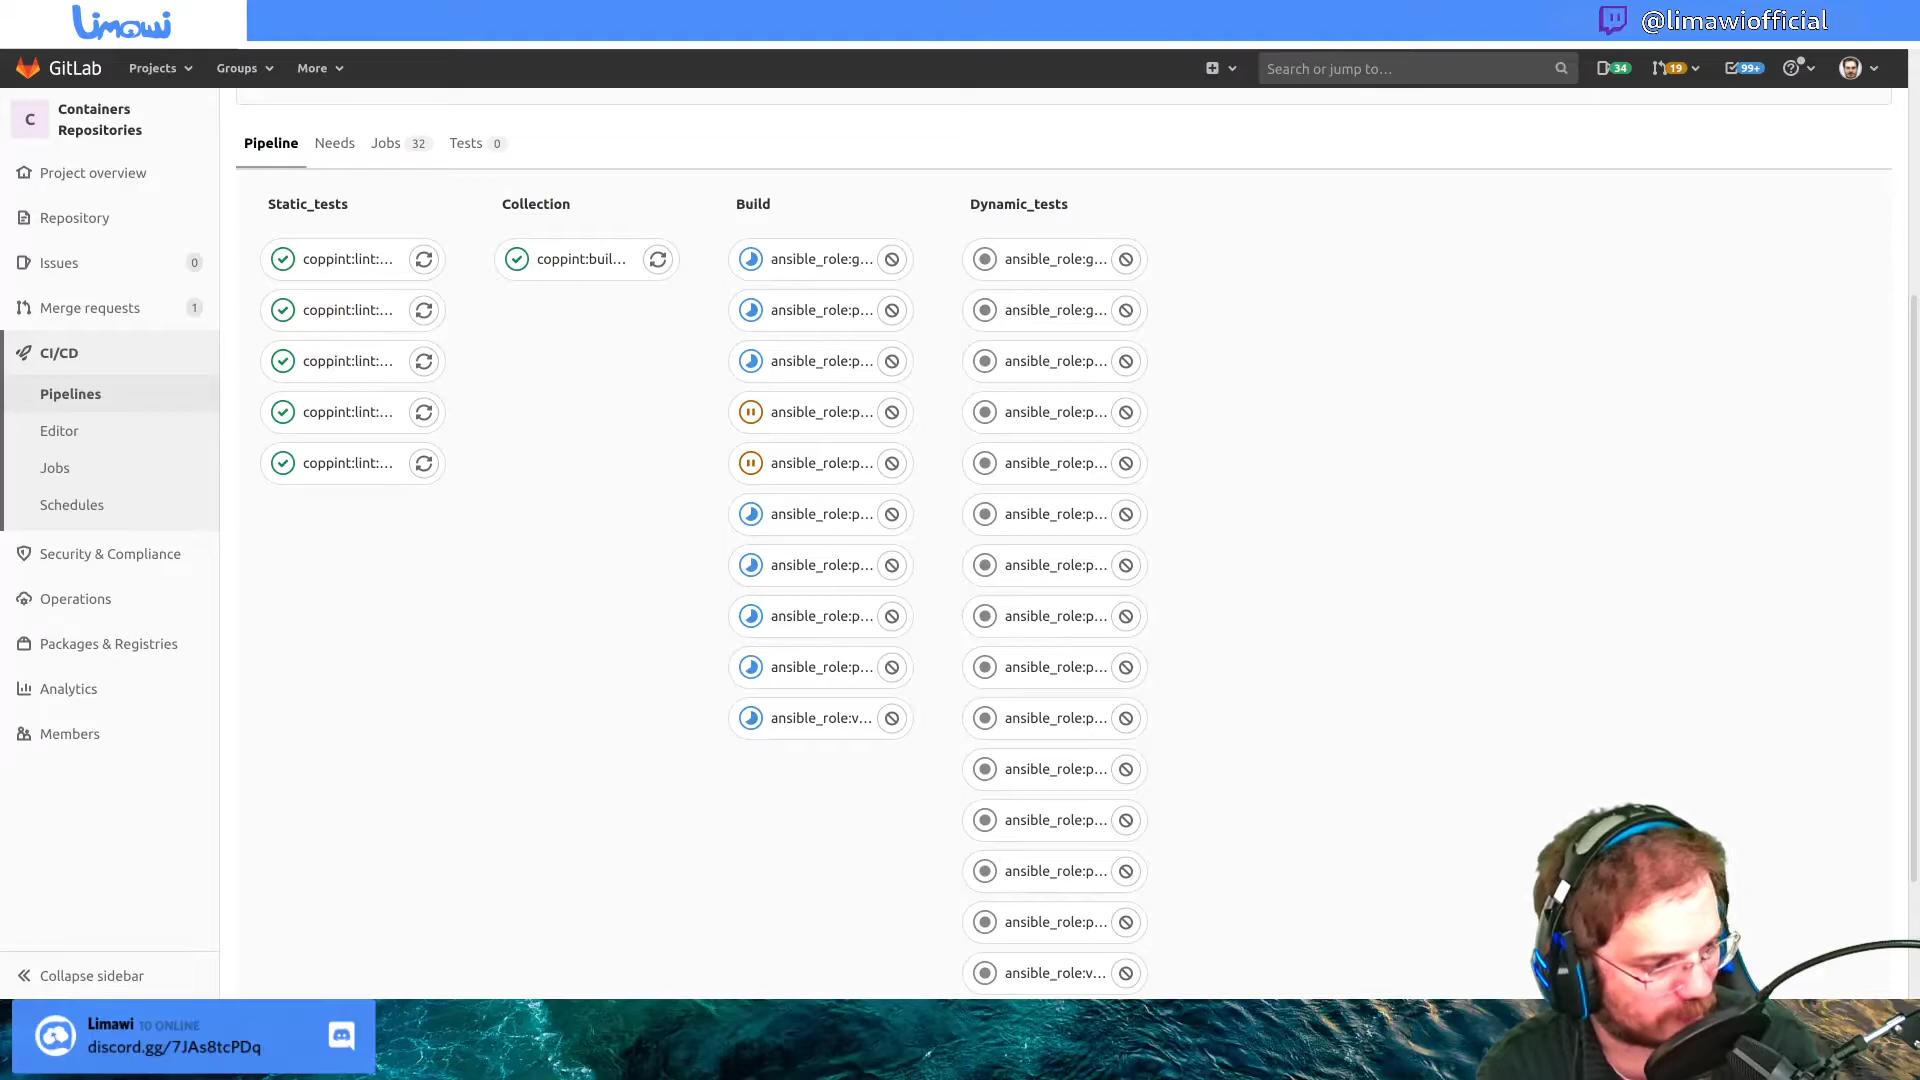 Limawi
@limawiofficial
GitLab
Projects
Groups
More
Search or jump to...
34
19
99+
C
Containers
Repositories
Project overview
Repository
Issues
0
Merge requests
1
CI/CD
Pipelines
Editor
Jobs
Schedules
Security & Compliance
Operations
Packages & Registries
Analytics
Members
Collapse sidebar
Pipeline
Needs
Jobs 32
Tests 0
Static_tests
coppint:lint:...
coppint:lint:...
coppint:lint:...
coppint:lint:...
coppint:lint:...
Collection
coppint:buil...
Build
ansible_role:g...
ansible_role:p...
ansible_role:p...
ansible_role:p...
ansible_role:p...
ansible_role:p...
ansible_role:p...
ansible_role:p...
ansible_role:p...
ansible_role:v...
Dynamic_tests
ansible_role:g...
ansible_role:g...
ansible_role:p...
ansible_role:p...
ansible_role:p...
ansible_role:p...
ansible_role:p...
ansible_role:p...
ansible_role:p...
ansible_role:p...
ansible_role:p...
ansible_role:p...
ansible_role:p...
ansible_role:p...
ansible_role:v...
Limawi 10 ONLINE
discord.gg/7JAs8tcPDq